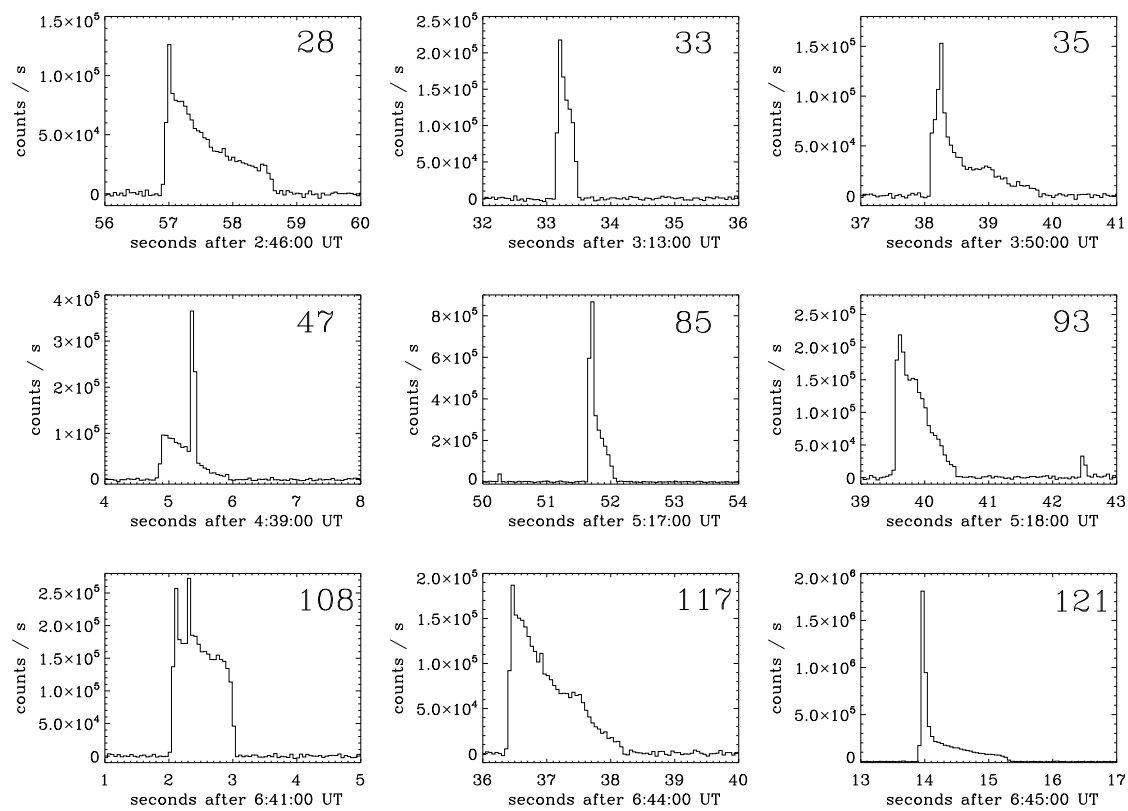 28
counts / s
1.5×10⁵
1.0×10⁵
5.0×10⁴
0
56 57 58 59 60
seconds after 2:46:00 UT
33
counts / s
2.5×10⁵
2.0×10⁵
1.5×10⁵
1.0×10⁵
5.0×10⁴
0
32 33 34 35 36
seconds after 3:13:00 UT
35
counts / s
1.5×10⁵
1.0×10⁵
5.0×10⁴
0
37 38 39 40 41
seconds after 3:50:00 UT
47
counts / s
4×10⁵
3×10⁵
2×10⁵
1×10⁵
0
4 5 6 7 8
seconds after 4:39:00 UT
85
counts / s
8×10⁵
6×10⁵
4×10⁵
2×10⁵
0
50 51 52 53 54
seconds after 5:17:00 UT
93
counts / s
2.5×10⁵
2.0×10⁵
1.5×10⁵
1.0×10⁵
5.0×10⁴
0
39 40 41 42 43
seconds after 5:18:00 UT
108
counts / s
2.5×10⁵
2.0×10⁵
1.5×10⁵
1.0×10⁵
5.0×10⁴
0
1 2 3 4 5
seconds after 6:41:00 UT
117
counts / s
2.0×10⁵
1.5×10⁵
1.0×10⁵
5.0×10⁴
0
36 37 38 39 40
seconds after 6:44:00 UT
121
counts / s
2.0×10⁶
1.5×10⁶
1.0×10⁶
5.0×10⁵
0
13 14 15 16 17
seconds after 6:45:00 UT